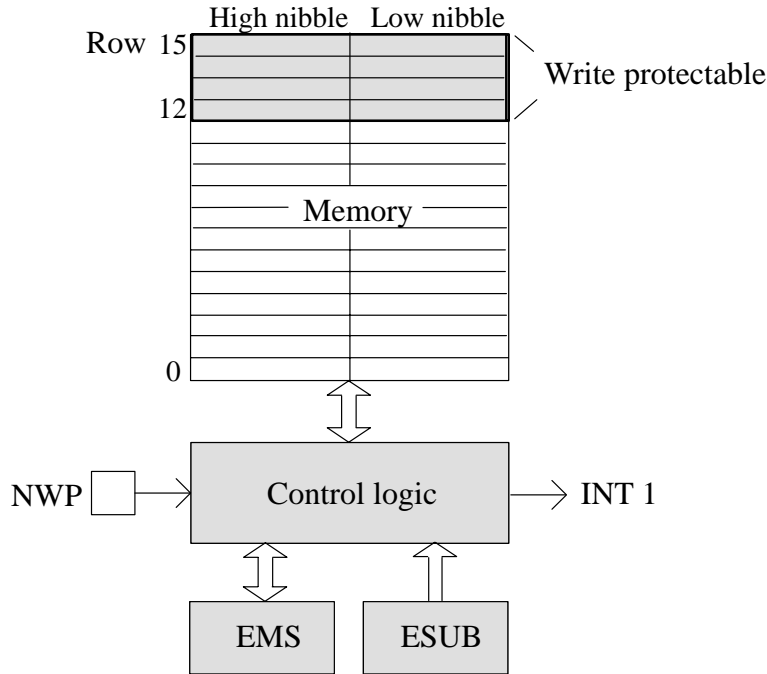 High nibble Low nibble
Row 15
Write protectable
12
Memory
0
NWP Control logic INT 1
EMS ESUB